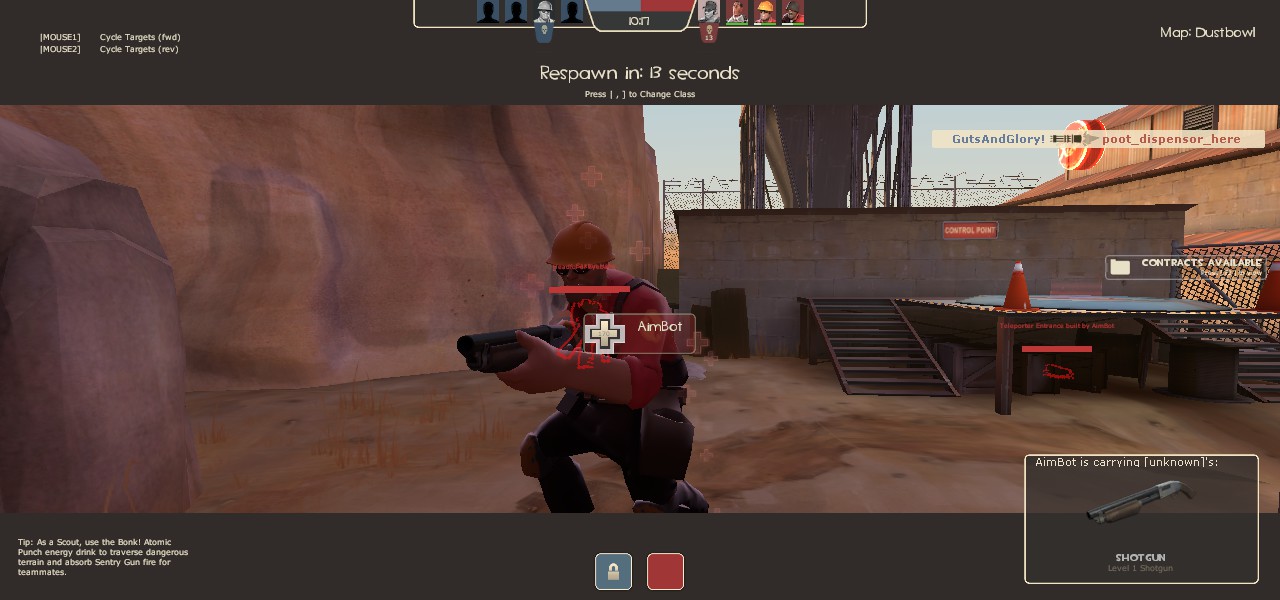 10:17
13
[MOUSE1] Cycle Targets (fwd)
[MOUSE2] Cycle Targets (rev)
Map: Dustbowl
Respawn in: 13 seconds
Press [ , ] to Change Class
GutsAndGlory! poot_dispensor_here
CONTROL POINT
CONTRACTS AVAILABLE
AimBot
Teleporter Entrance built by AimBot
AimBot is carrying [unknown]'s:
SHOTGUN
Level 1 Shotgun
Tip: As a Scout, use the Bonk! Atomic
Punch energy drink to traverse dangerous
terrain and absorb Sentry Gun fire for
teammates.